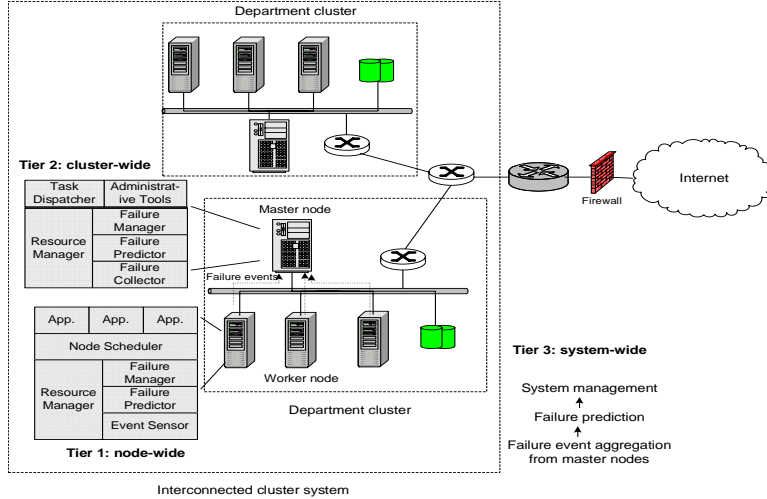 Department cluster
Tier 2: cluster-wide
Task
Dispatcher
Administrat-
ive Tools
Resource
Manager
Failure
Manager
Failure
Predictor
Failure
Collector
Master node
Failure events
Internet
Firewall
App.
App.
App.
Node Scheduler
Resource
Manager
Failure
Manager
Failure
Predictor
Event Sensor
Tier 1: node-wide
Worker node
Department cluster
Tier 3: system-wide
System management
Failure prediction
Failure event aggregation
from master nodes
Interconnected cluster system